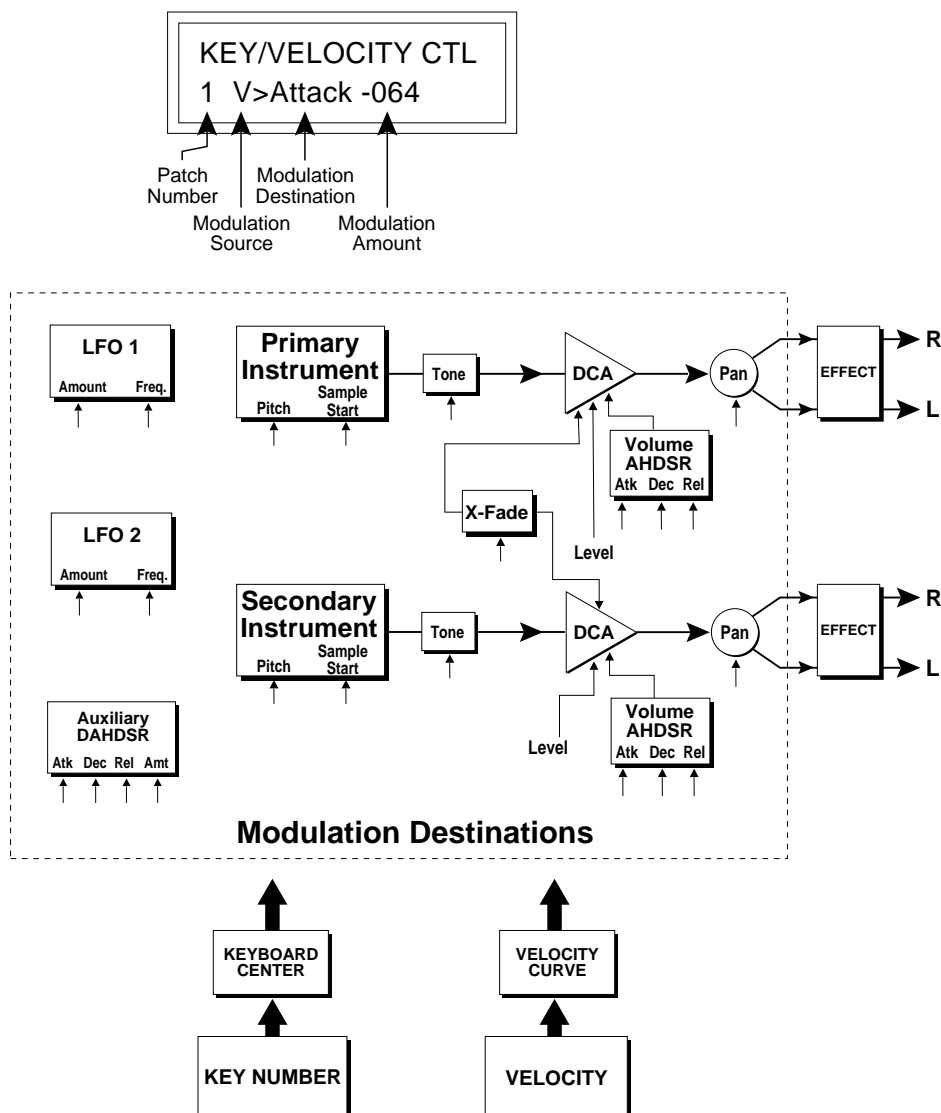 KEY/VELOCITY CTL
1 V>Attack -064
Patch
Number
Modulation
Destination
Modulation
Source
Modulation
Amount
LFO 1
Amount Freq.
Primary
Instrument
Pitch
Sample
Start
Tone
DCA
Pan
EFFECT
R
L
Volume
AHDSR
Atk Dec Rel
X-Fade
Level
LFO 2
Amount Freq.
Secondary
Instrument
Pitch
Sample
Start
Tone
DCA
Pan
EFFECT
R
L
Volume
AHDSR
Atk Dec Rel
Level
Auxiliary
DAHDSR
Atk Dec Rel Amt
Modulation Destinations
KEYBOARD
CENTER
VELOCITY
CURVE
KEY NUMBER
VELOCITY